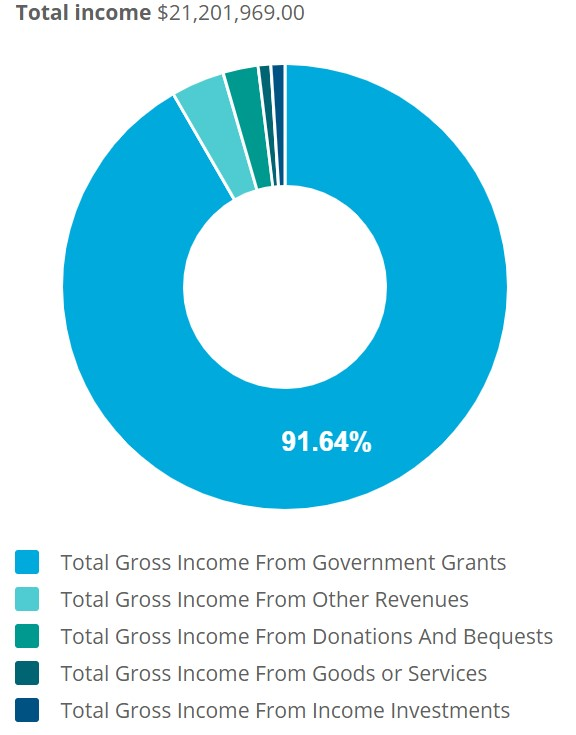 Total income $21,201,969.00
91.64%
Total Gross Income From Government Grants
Total Gross Income From Other Revenues
Total Gross Income From Donations And Bequests
Total Gross Income From Goods or Services
Total Gross Income From Income Investments